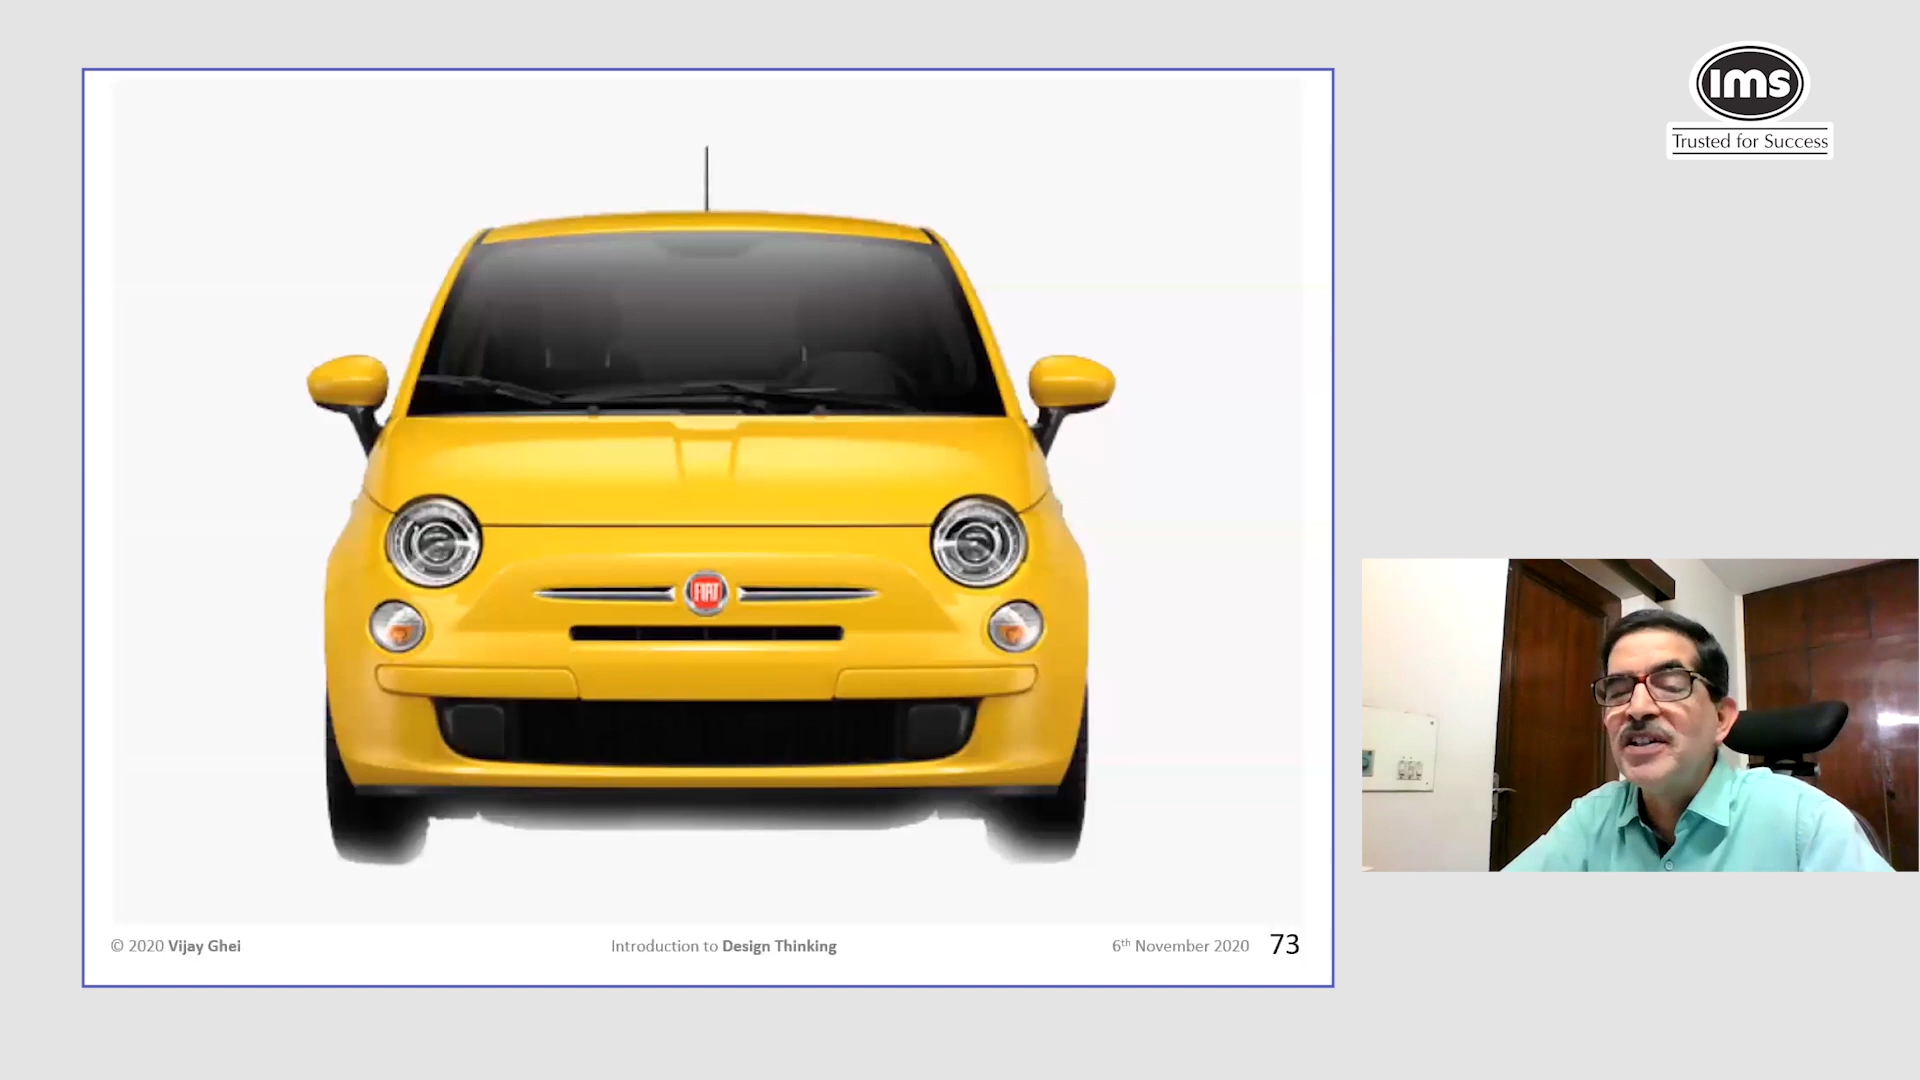 ims
Trusted for Success
FIAT
© 2020 Vijay Ghei
Introduction to Design Thinking
6th November 2020
73